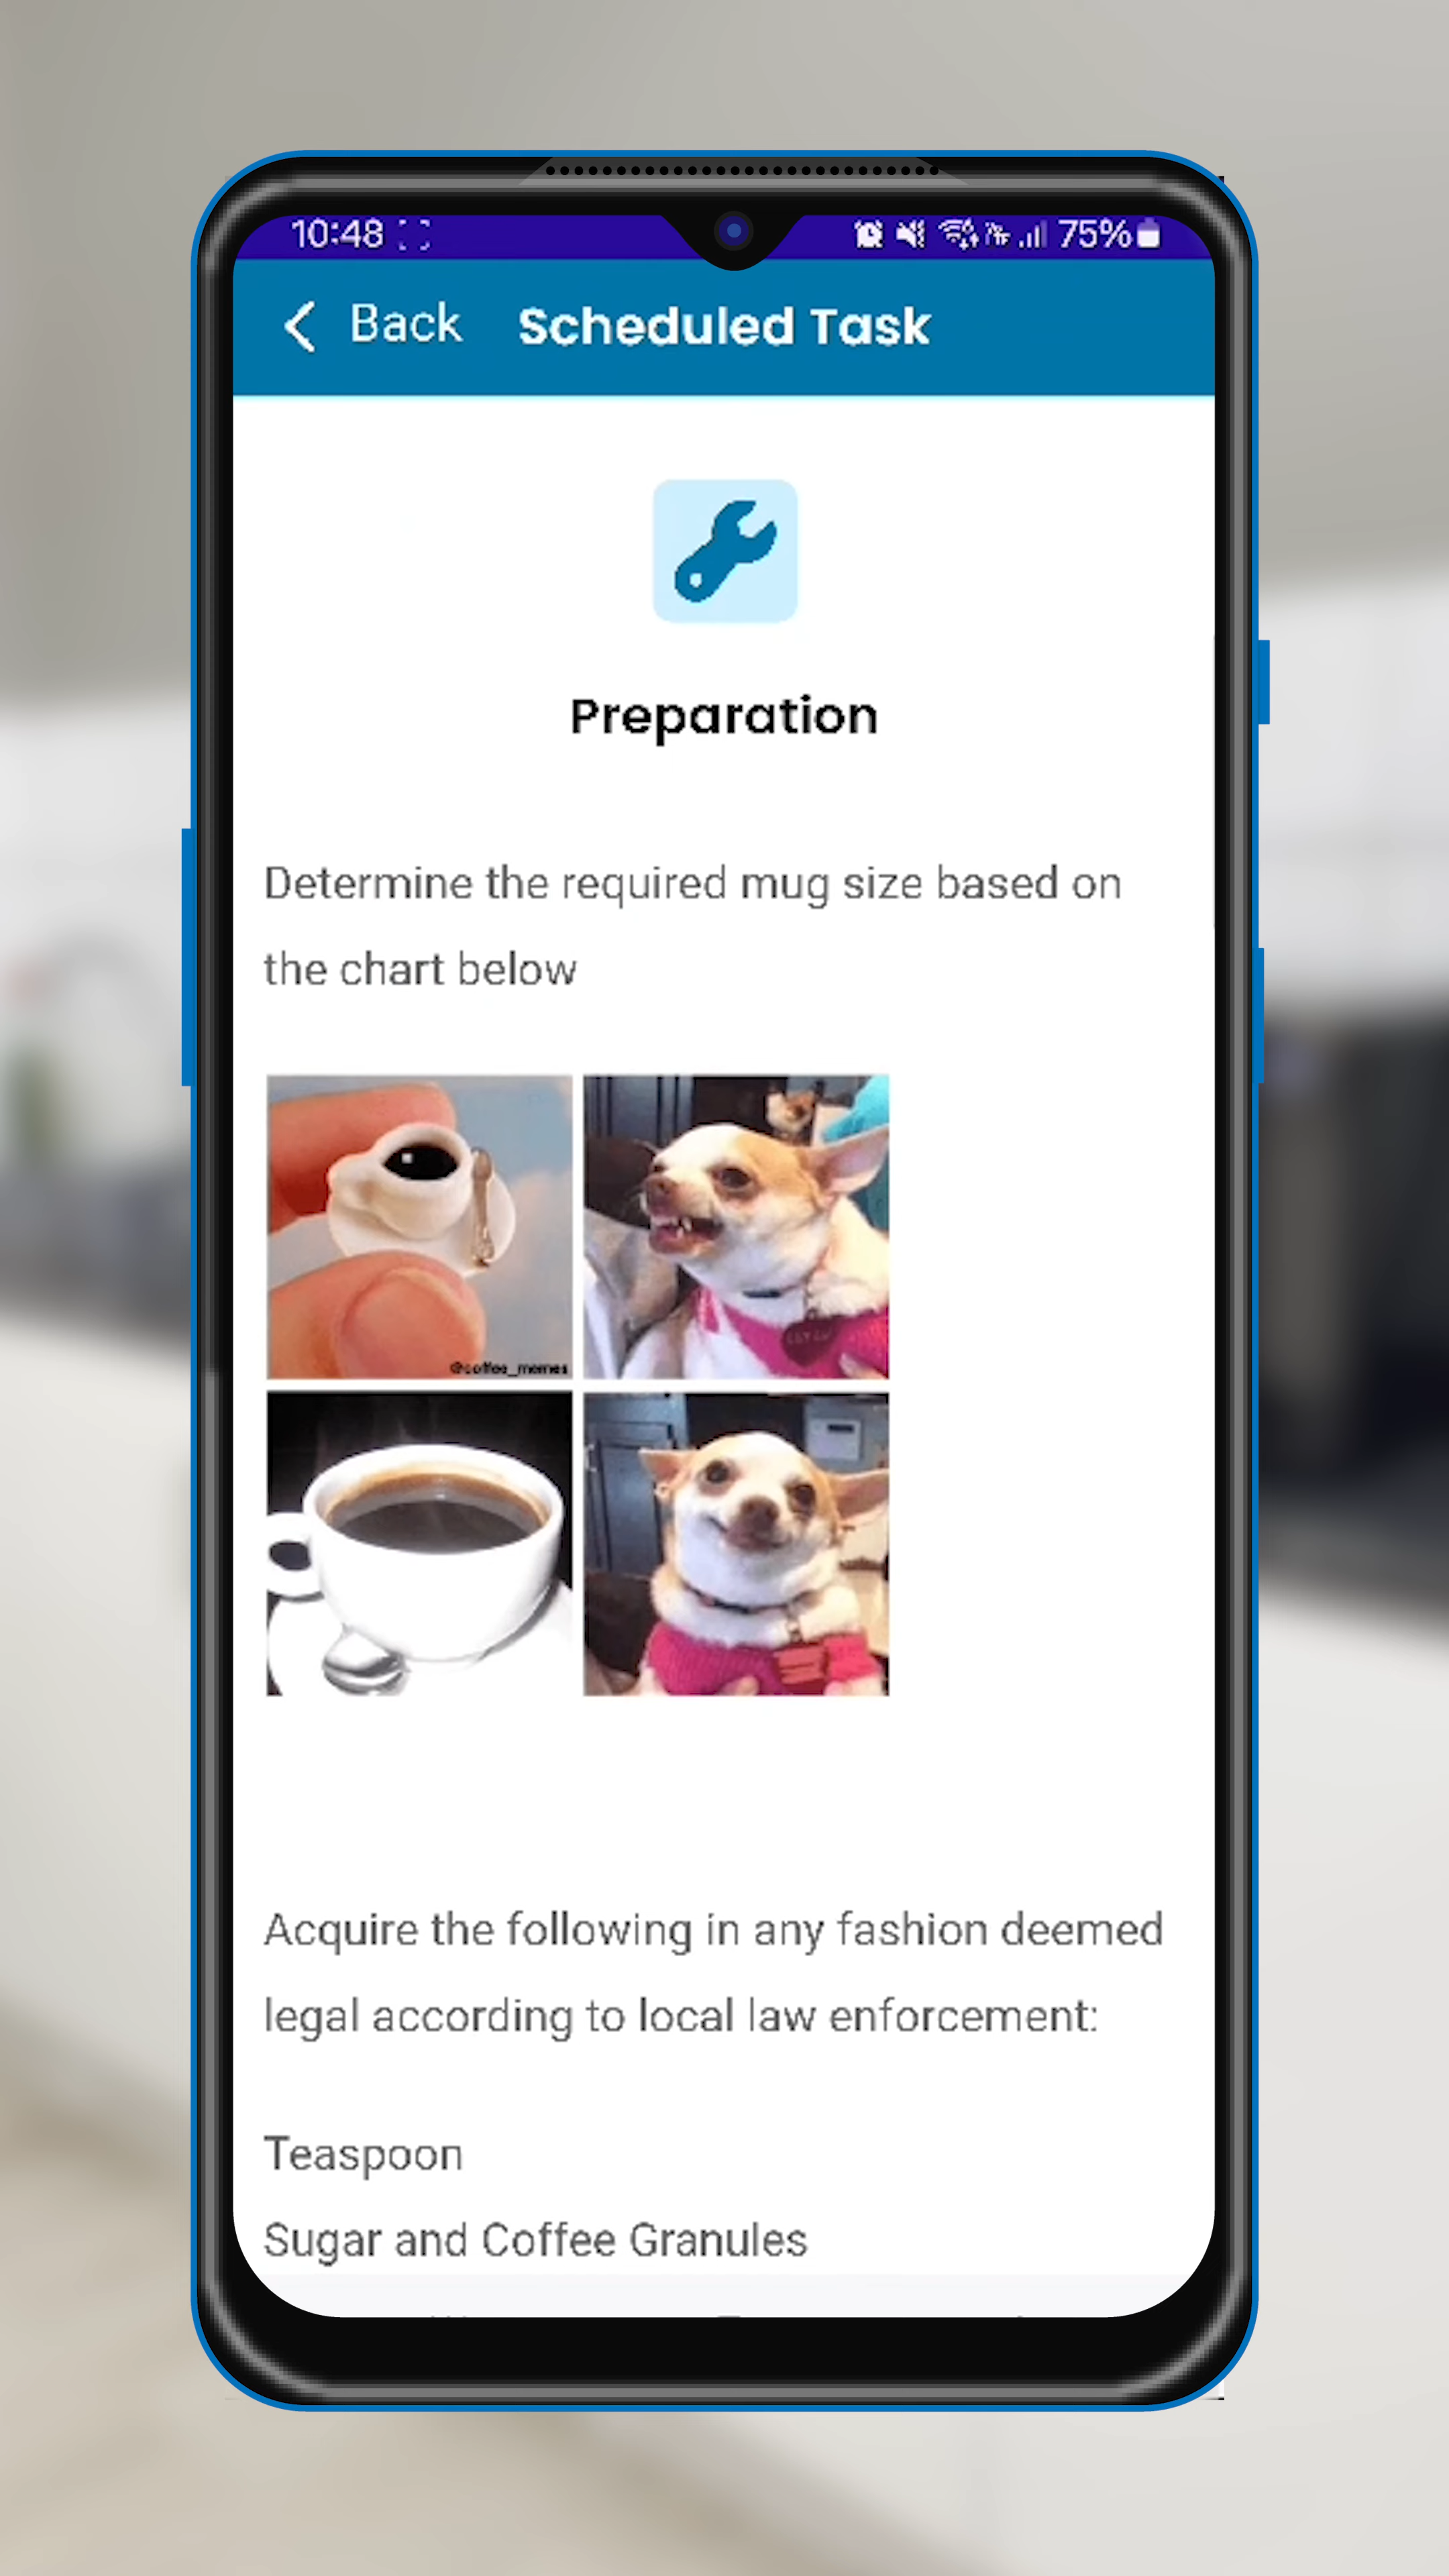 10:48 75%
Back Scheduled Task
Preparation
Determine the required mug size based on
the chart below
@coffee_memes
Acquire the following in any fashion deemed
legal according to local law enforcement:
Teaspoon
Sugar and Coffee Granules